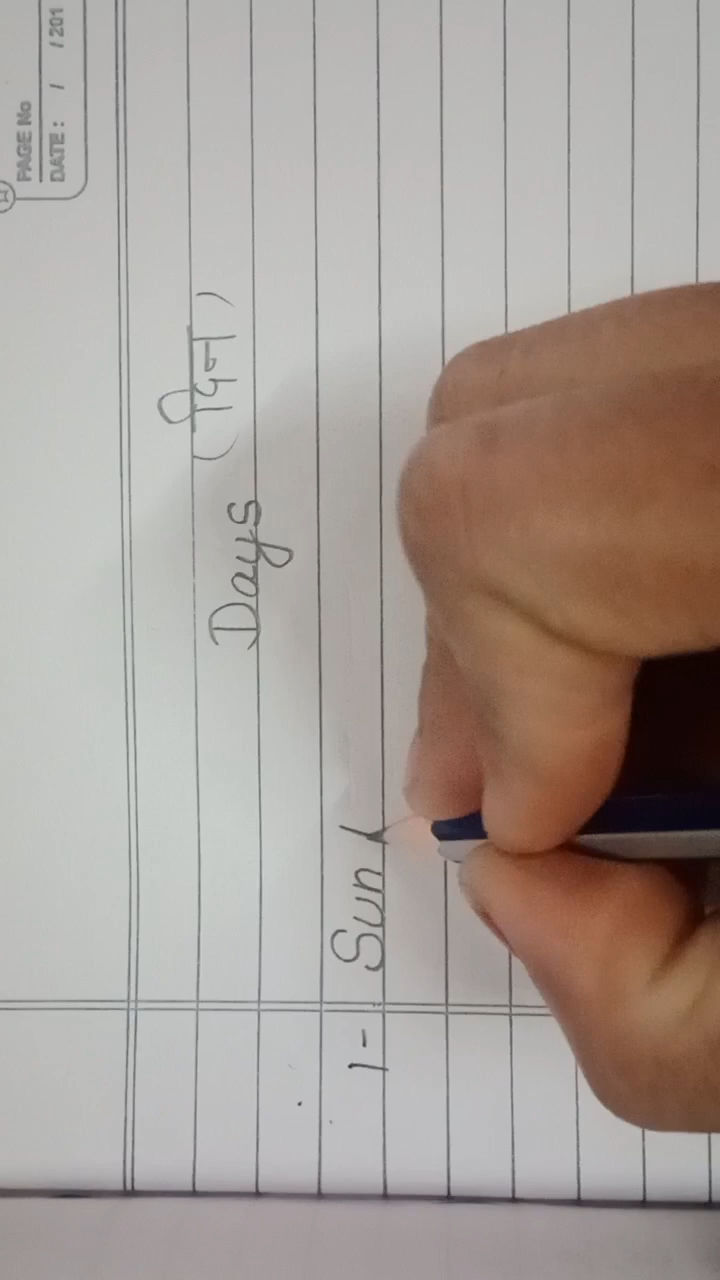 PAGE No
DATE : / / 201
Days (दिन)
1- Sun